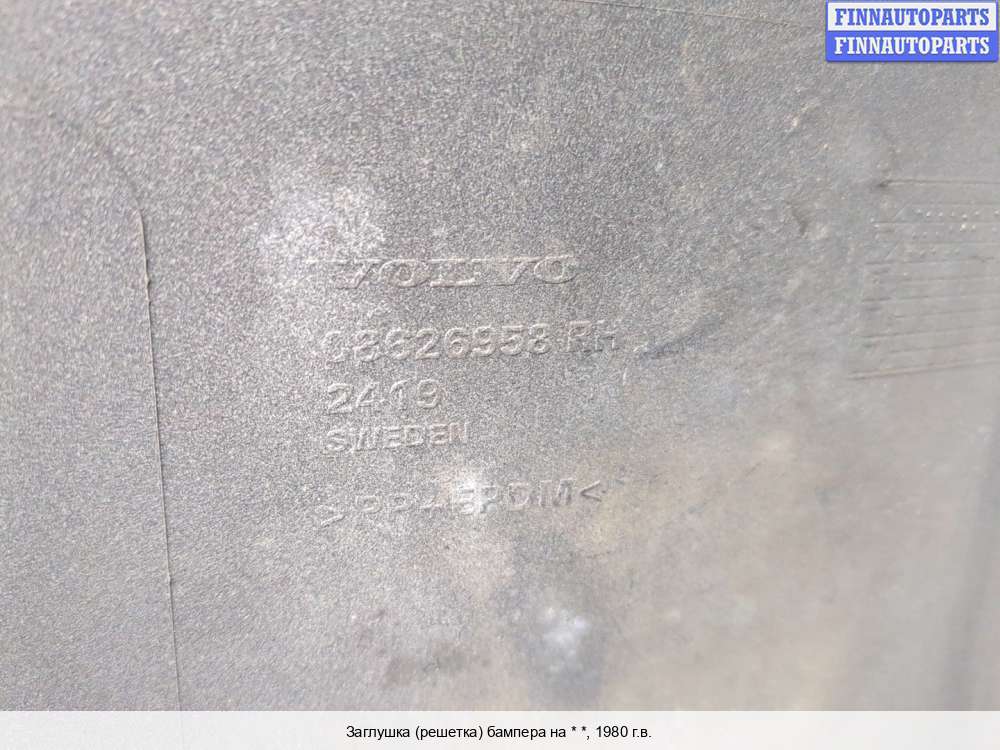 FINNAUTOPARTS
FINNAUTOPARTS
VOLVO
08626958 RH
2419
SWEDEN
>PP+EPDM<
Заглушка (решетка) бампера на * *, 1980 г.в.